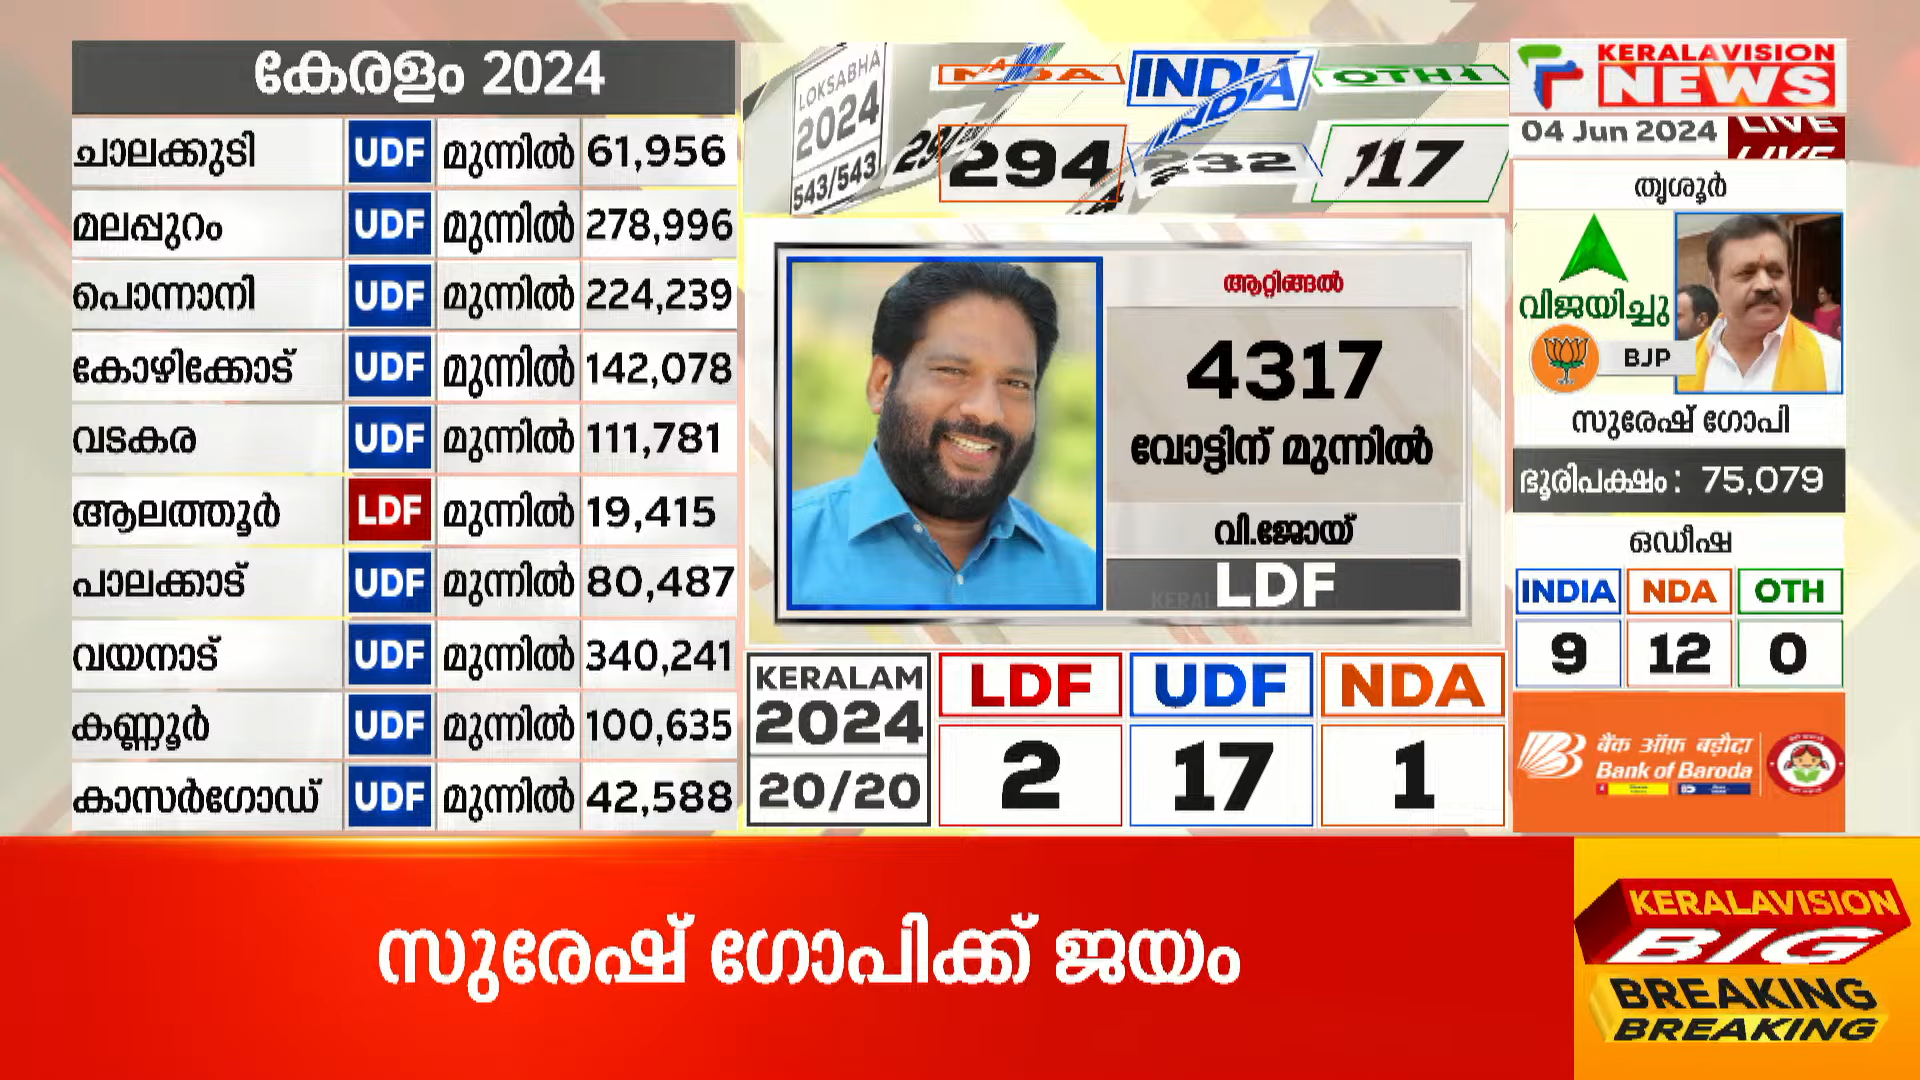 കേരളം 2024
ചാലക്കുടി UDF മുന്നിൽ 61,956
മലപ്പുറം UDF മുന്നിൽ 278,996
പൊന്നാനി UDF മുന്നിൽ 224,239
കോഴിക്കോട് UDF മുന്നിൽ 142,078
വടകര UDF മുന്നിൽ 111,781
ആലത്തൂർ LDF മുന്നിൽ 19,415
പാലക്കാട് UDF മുന്നിൽ 80,487
വയനാട് UDF മുന്നിൽ 340,241
കണ്ണൂർ UDF മുന്നിൽ 100,635
കാസർഗോഡ് UDF മുന്നിൽ 42,588
LOKSABHA
2024
543/543
NDA INDIA OTH
294 232 117
ആറ്റിങ്ങൽ
4317
വോട്ടിന് മുന്നിൽ
വി.ജോയ്
LDF
KERALAM
2024
20/20
LDF UDF NDA
2 17 1
KERALAVISION
NEWS
04 Jun 2024 LIVE
തൃശൂർ
വിജയിച്ചു
BJP
സുരേഷ് ഗോപി
ഭൂരിപക്ഷം: 75,079
ഒഡീഷ
INDIA NDA OTH
9 12 0
बैंक ऑफ़ बड़ौदा
Bank of Baroda
സുരേഷ് ഗോപിക്ക് ജയം
KERALAVISION
BIG
BREAKING
BREAKING